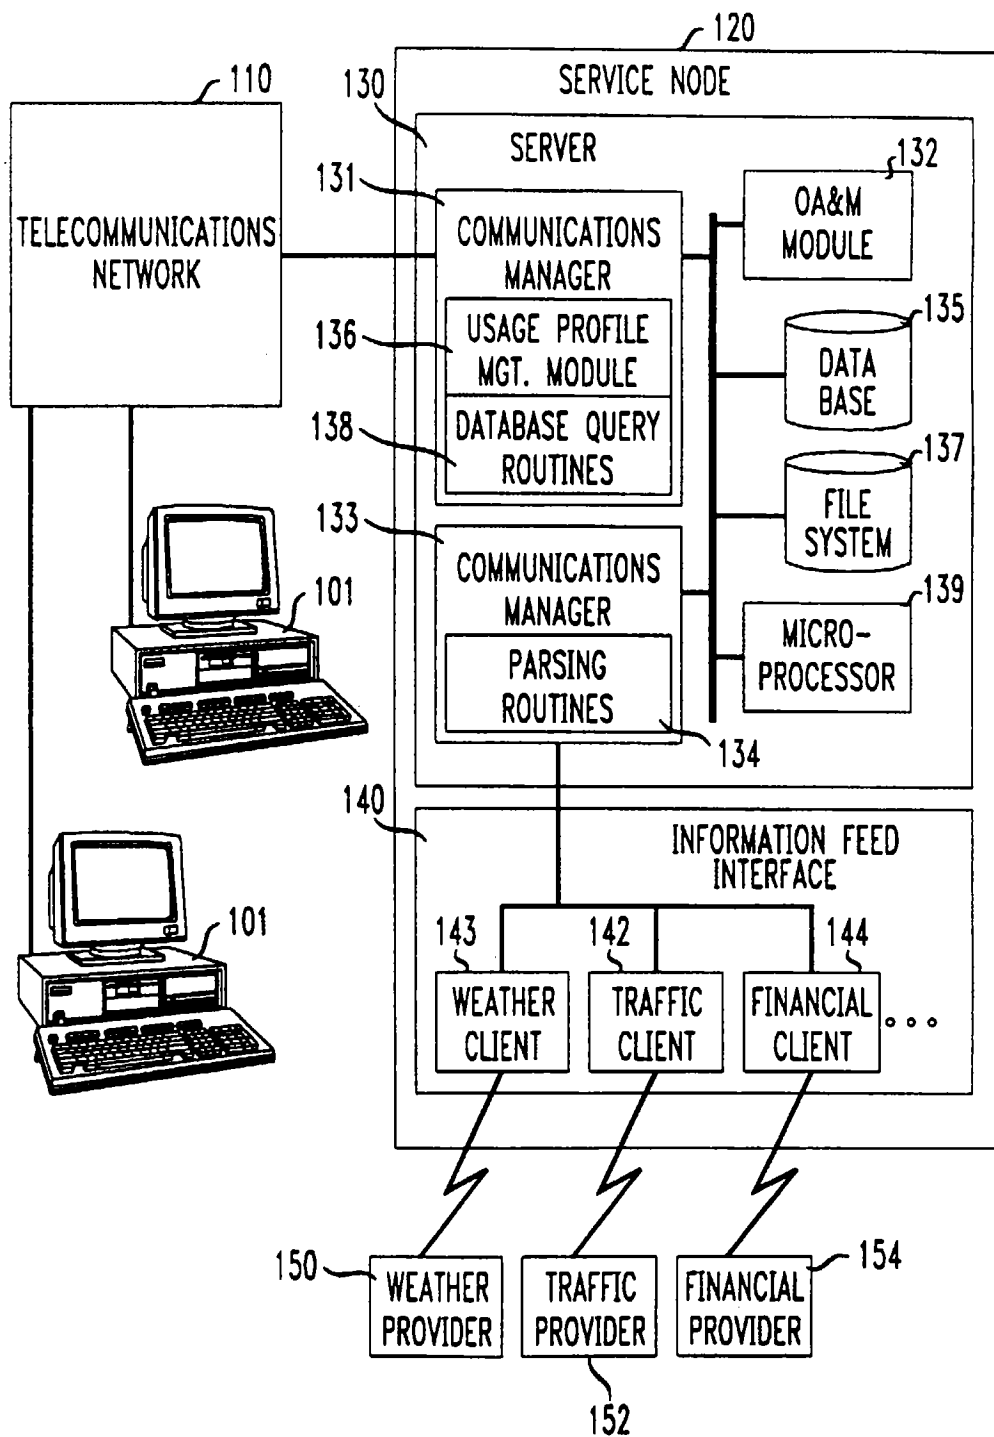 120
SERVICE NODE
110
TELECOMMUNICATIONS
NETWORK
130
SERVER
131
COMMUNICATIONS
MANAGER
132
OA&M
MODULE
136
USAGE PROFILE
MGT. MODULE
135
DATA
BASE
138
DATABASE QUERY
ROUTINES
137
FILE
SYSTEM
133
COMMUNICATIONS
MANAGER
139
MICRO-
PROCESSOR
101
PARSING
ROUTINES
134
140
INFORMATION FEED
INTERFACE
101
143
142
144
WEATHER
CLIENT
TRAFFIC
CLIENT
FINANCIAL
CLIENT
150
WEATHER
PROVIDER
TRAFFIC
PROVIDER
152
154
FINANCIAL
PROVIDER